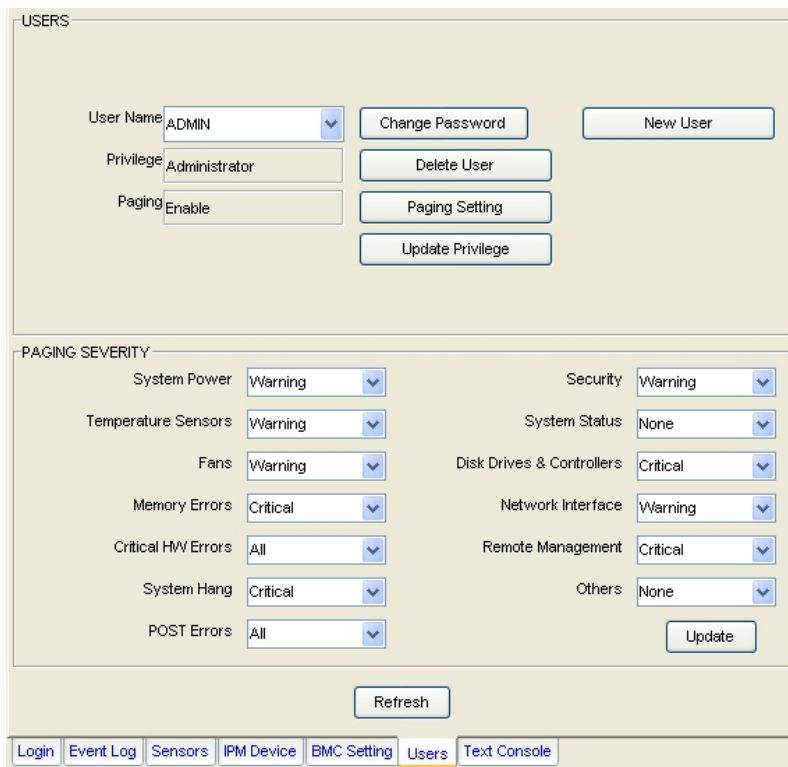 USERS
User Name ADMIN Change Password New User
Privilege Administrator Delete User
Paging Enable Paging Setting
Update Privilege
PAGING SEVERITY
System Power Warning Security Warning
Temperature Sensors Warning System Status None
Fans Warning Disk Drives & Controllers Critical
Memory Errors Critical Network Interface Warning
Critical HW Errors All Remote Management Critical
System Hang Critical Others None
POST Errors All Update
Refresh
Login Event Log Sensors IPM Device BMC Setting Users Text Console